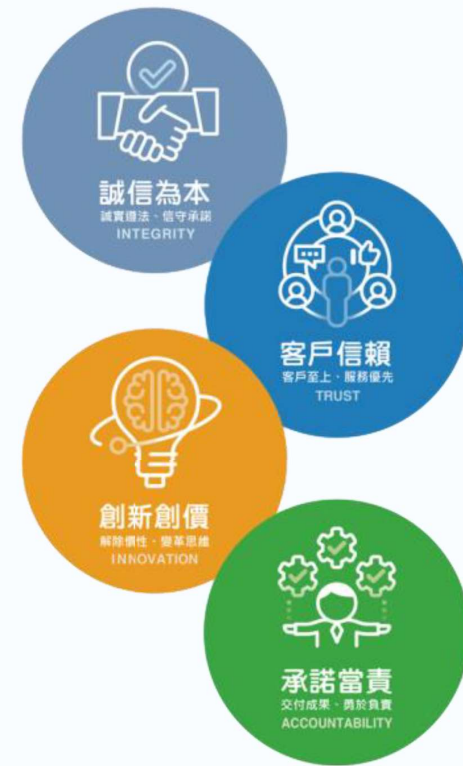 誠信為本
誠實遵法、信守承諾
INTEGRITY
客戶信賴
客戶至上、服務優先
TRUST
創新創價
解除慣性、變革思維
INNOVATION
承諾當責
交付成果、勇於負責
ACCOUNTABILITY